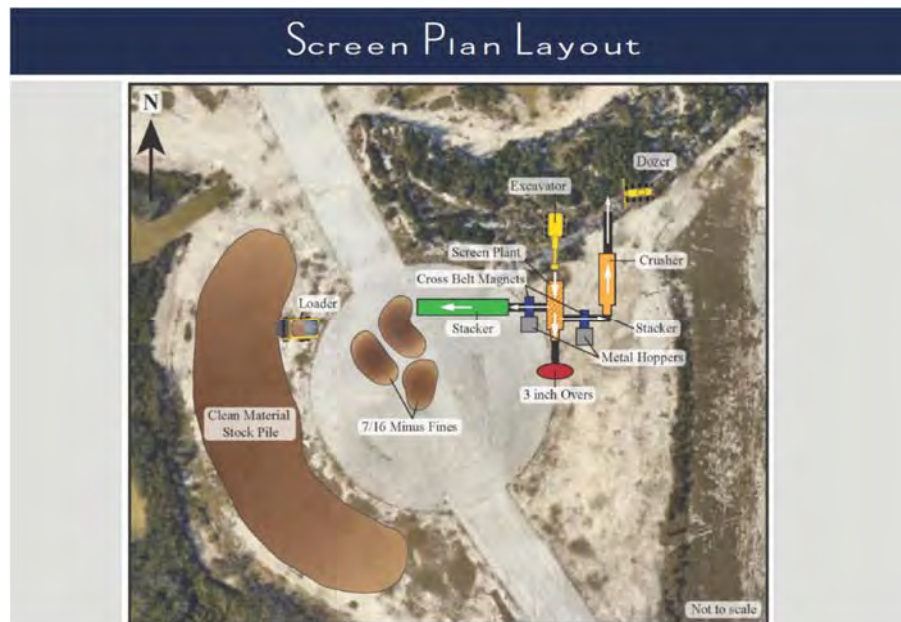 Screen Plan Layout
N
Dozer
Excavator
Screen Plant
Crusher
Cross Belt Magnets
Loader
Stacker
Stacker
Metal Hoppers
3 inch Overs
Clean Material
Stock Pile
7/16 Minus Fines
Not to scale